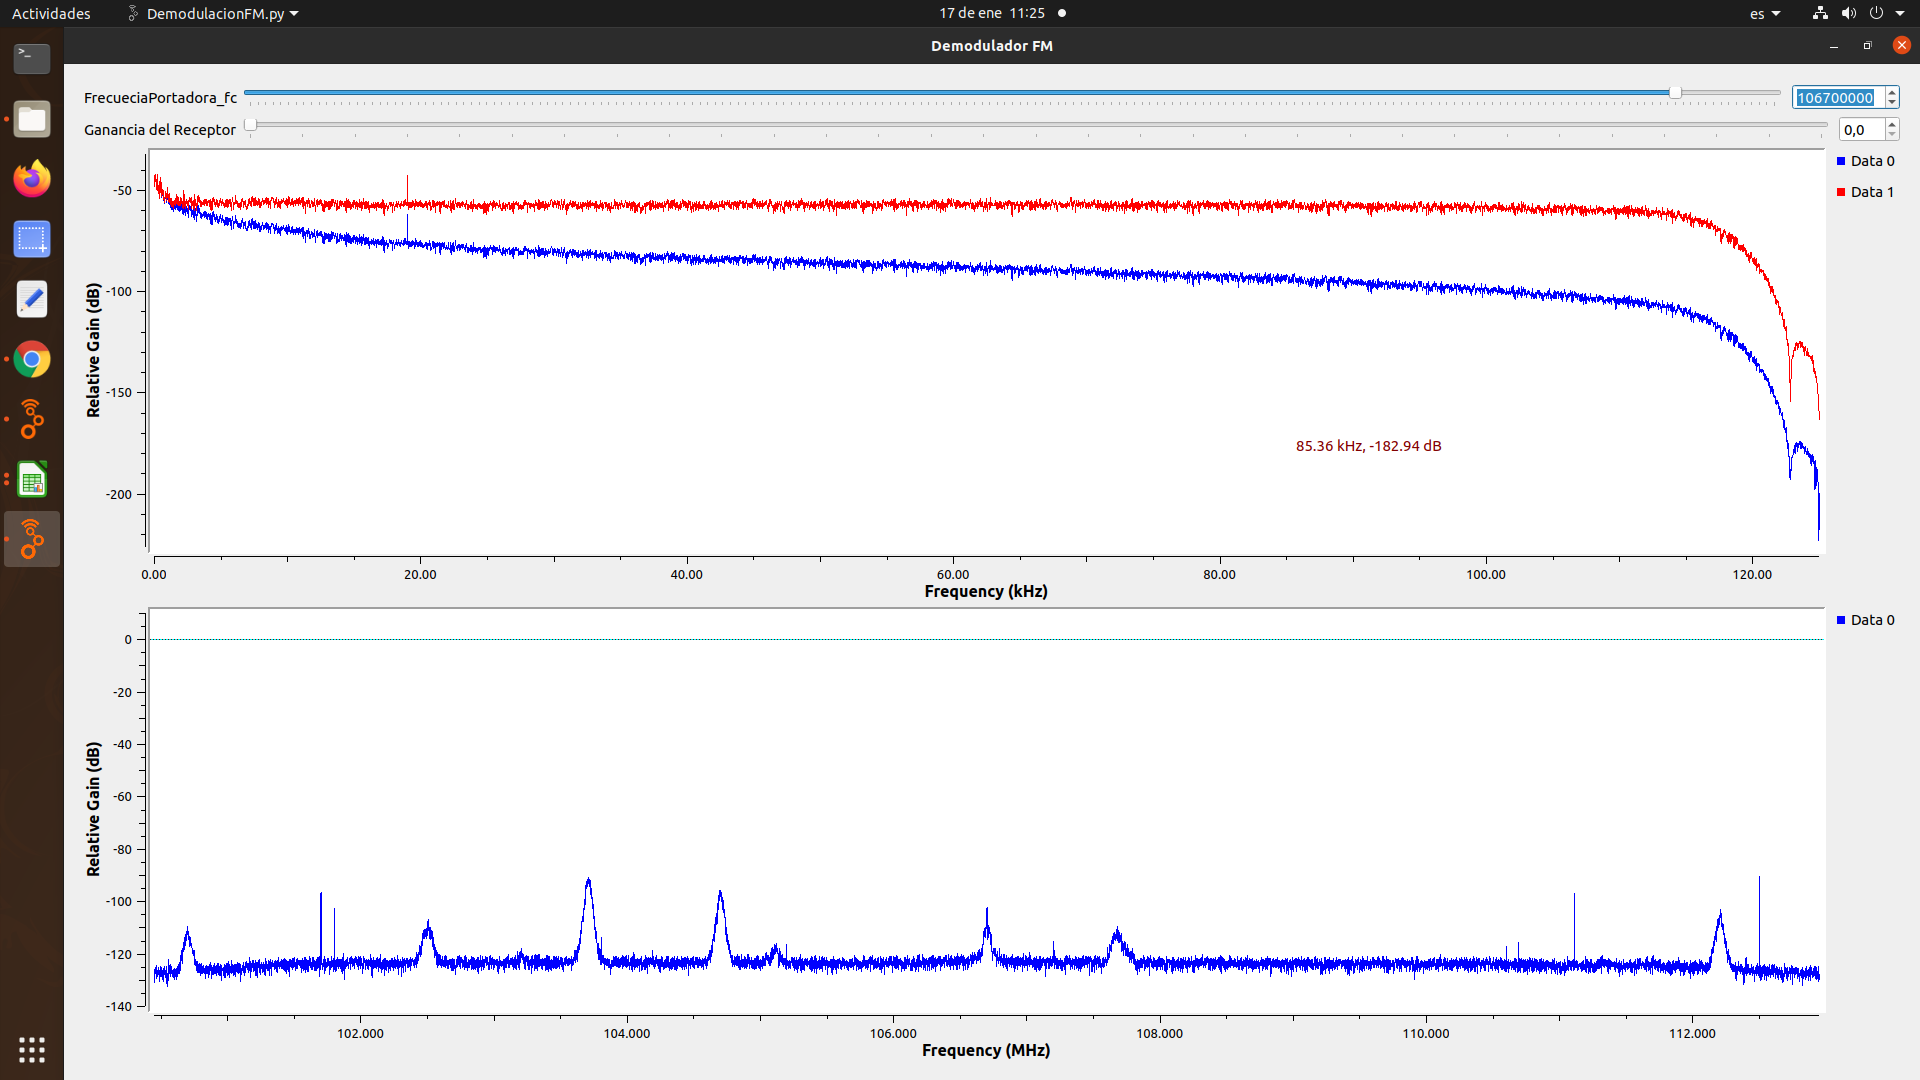 Actividades DemodulacionFM.py 17 de ene 11:25 es
Demodulador FM
FrecueciaPortadora_fc 106700000
Ganancia del Receptor 0,0
Data 0
Data 1
-50
-100
-150
-200
Relative Gain (dB)
85.36 kHz, -182.94 dB
0.00 20.00 40.00 60.00 80.00 100.00 120.00
Frequency (kHz)
Data 0
0
-20
-40
-60
-80
-100
-120
-140
Relative Gain (dB)
102.000 104.000 106.000 108.000 110.000 112.000
Frequency (MHz)